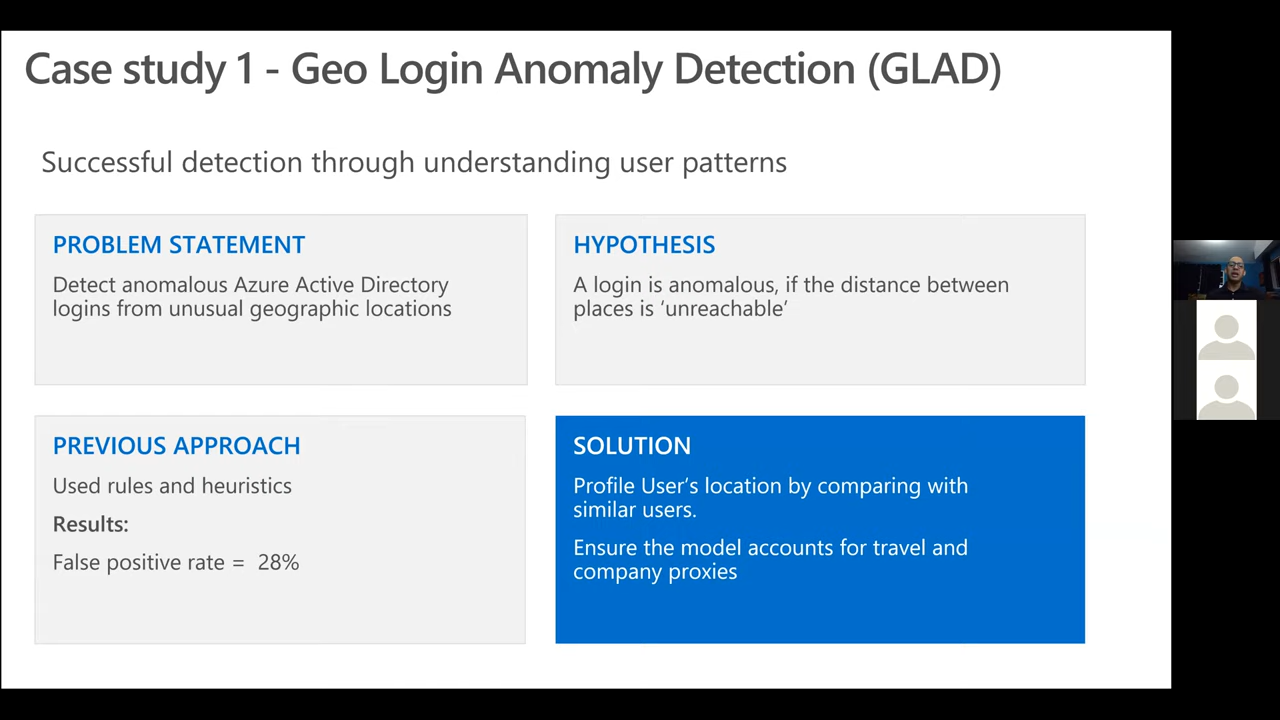 Case study 1 - Geo Login Anomaly Detection (GLAD)
Successful detection through understanding user patterns
PROBLEM STATEMENT
Detect anomalous Azure Active Directory
logins from unusual geographic locations
HYPOTHESIS
A login is anomalous, if the distance between
places is ‘unreachable’
PREVIOUS APPROACH
Used rules and heuristics
Results:
False positive rate =  28%
SOLUTION
Profile User’s location by comparing with
similar users.
Ensure the model accounts for travel and
company proxies